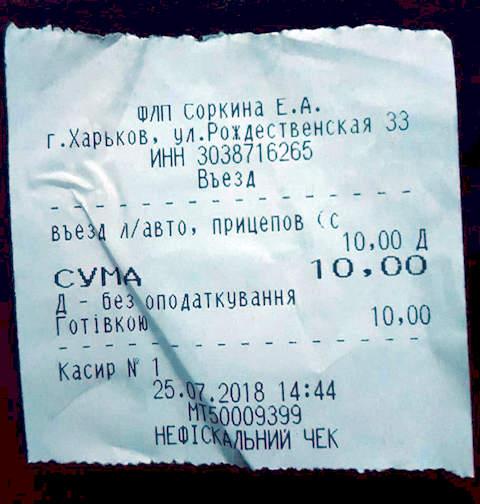 ФЛП Соркина Е.А.
г.Харьков, ул.Рождественская 33
ИНН 3038716265
Въезд
въезд л/авто, прицепов (с
10,00 Д
СУМА 10,00
Д - без оподаткування
Готівкою 10,00
Касир № 1
25.07.2018 14:44
МТ50009399
НЕФІСКАЛЬНИЙ ЧЕК